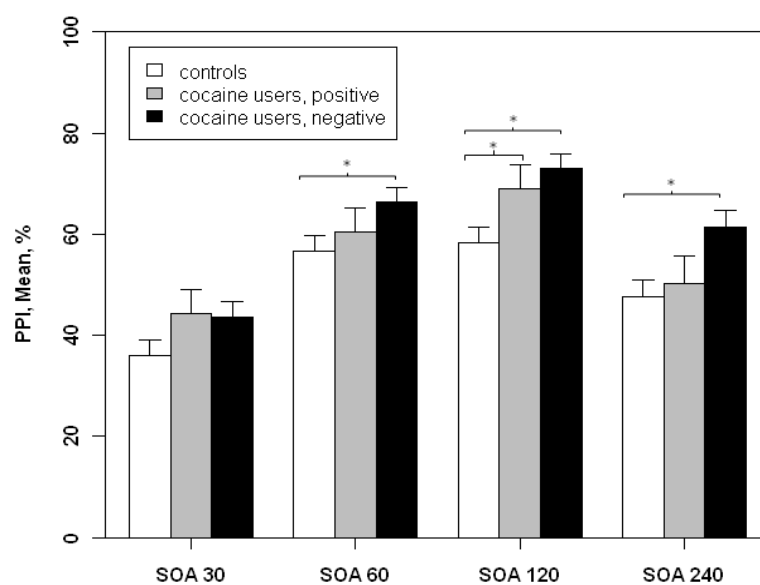 100
80
60
40
20
0
PPI, Mean, %
controls
cocaine users, positive
cocaine users, negative
*
*
*
*
SOA 30 SOA 60 SOA 120 SOA 240